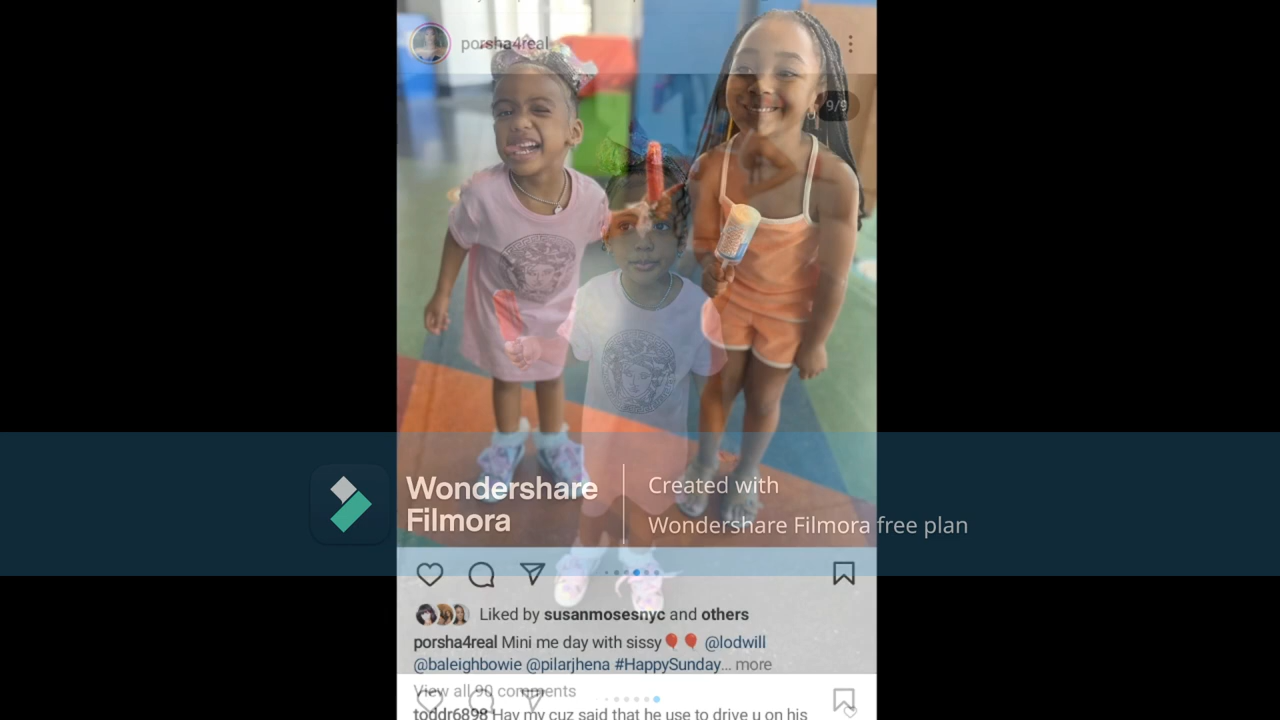 porsha4real
9/9
Wondershare
Filmora
Created with
Wondershare Filmora free plan
Liked by susanmosesnyc and others
porsha4real Mini me day with sissy🎈🎈 @lodwill
@baleighbowie @pilarjhena #HappySunday... more
View all 90 comments
toddr6898 Hay my cuz said that he use to drive u on his